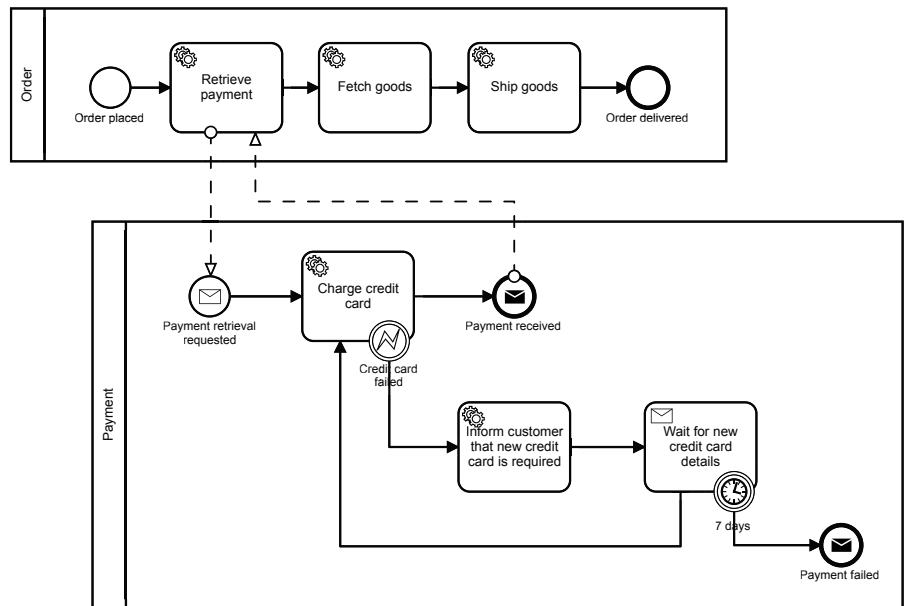 Order
Retrieve
payment
Fetch goods
Ship goods
Order placed
Order delivered
Payment
Charge credit
card
Payment retrieval
requested
Payment received
Credit card
failed
Inform customer
that new credit
card is required
Wait for new
credit card
details
7 days
Payment failed